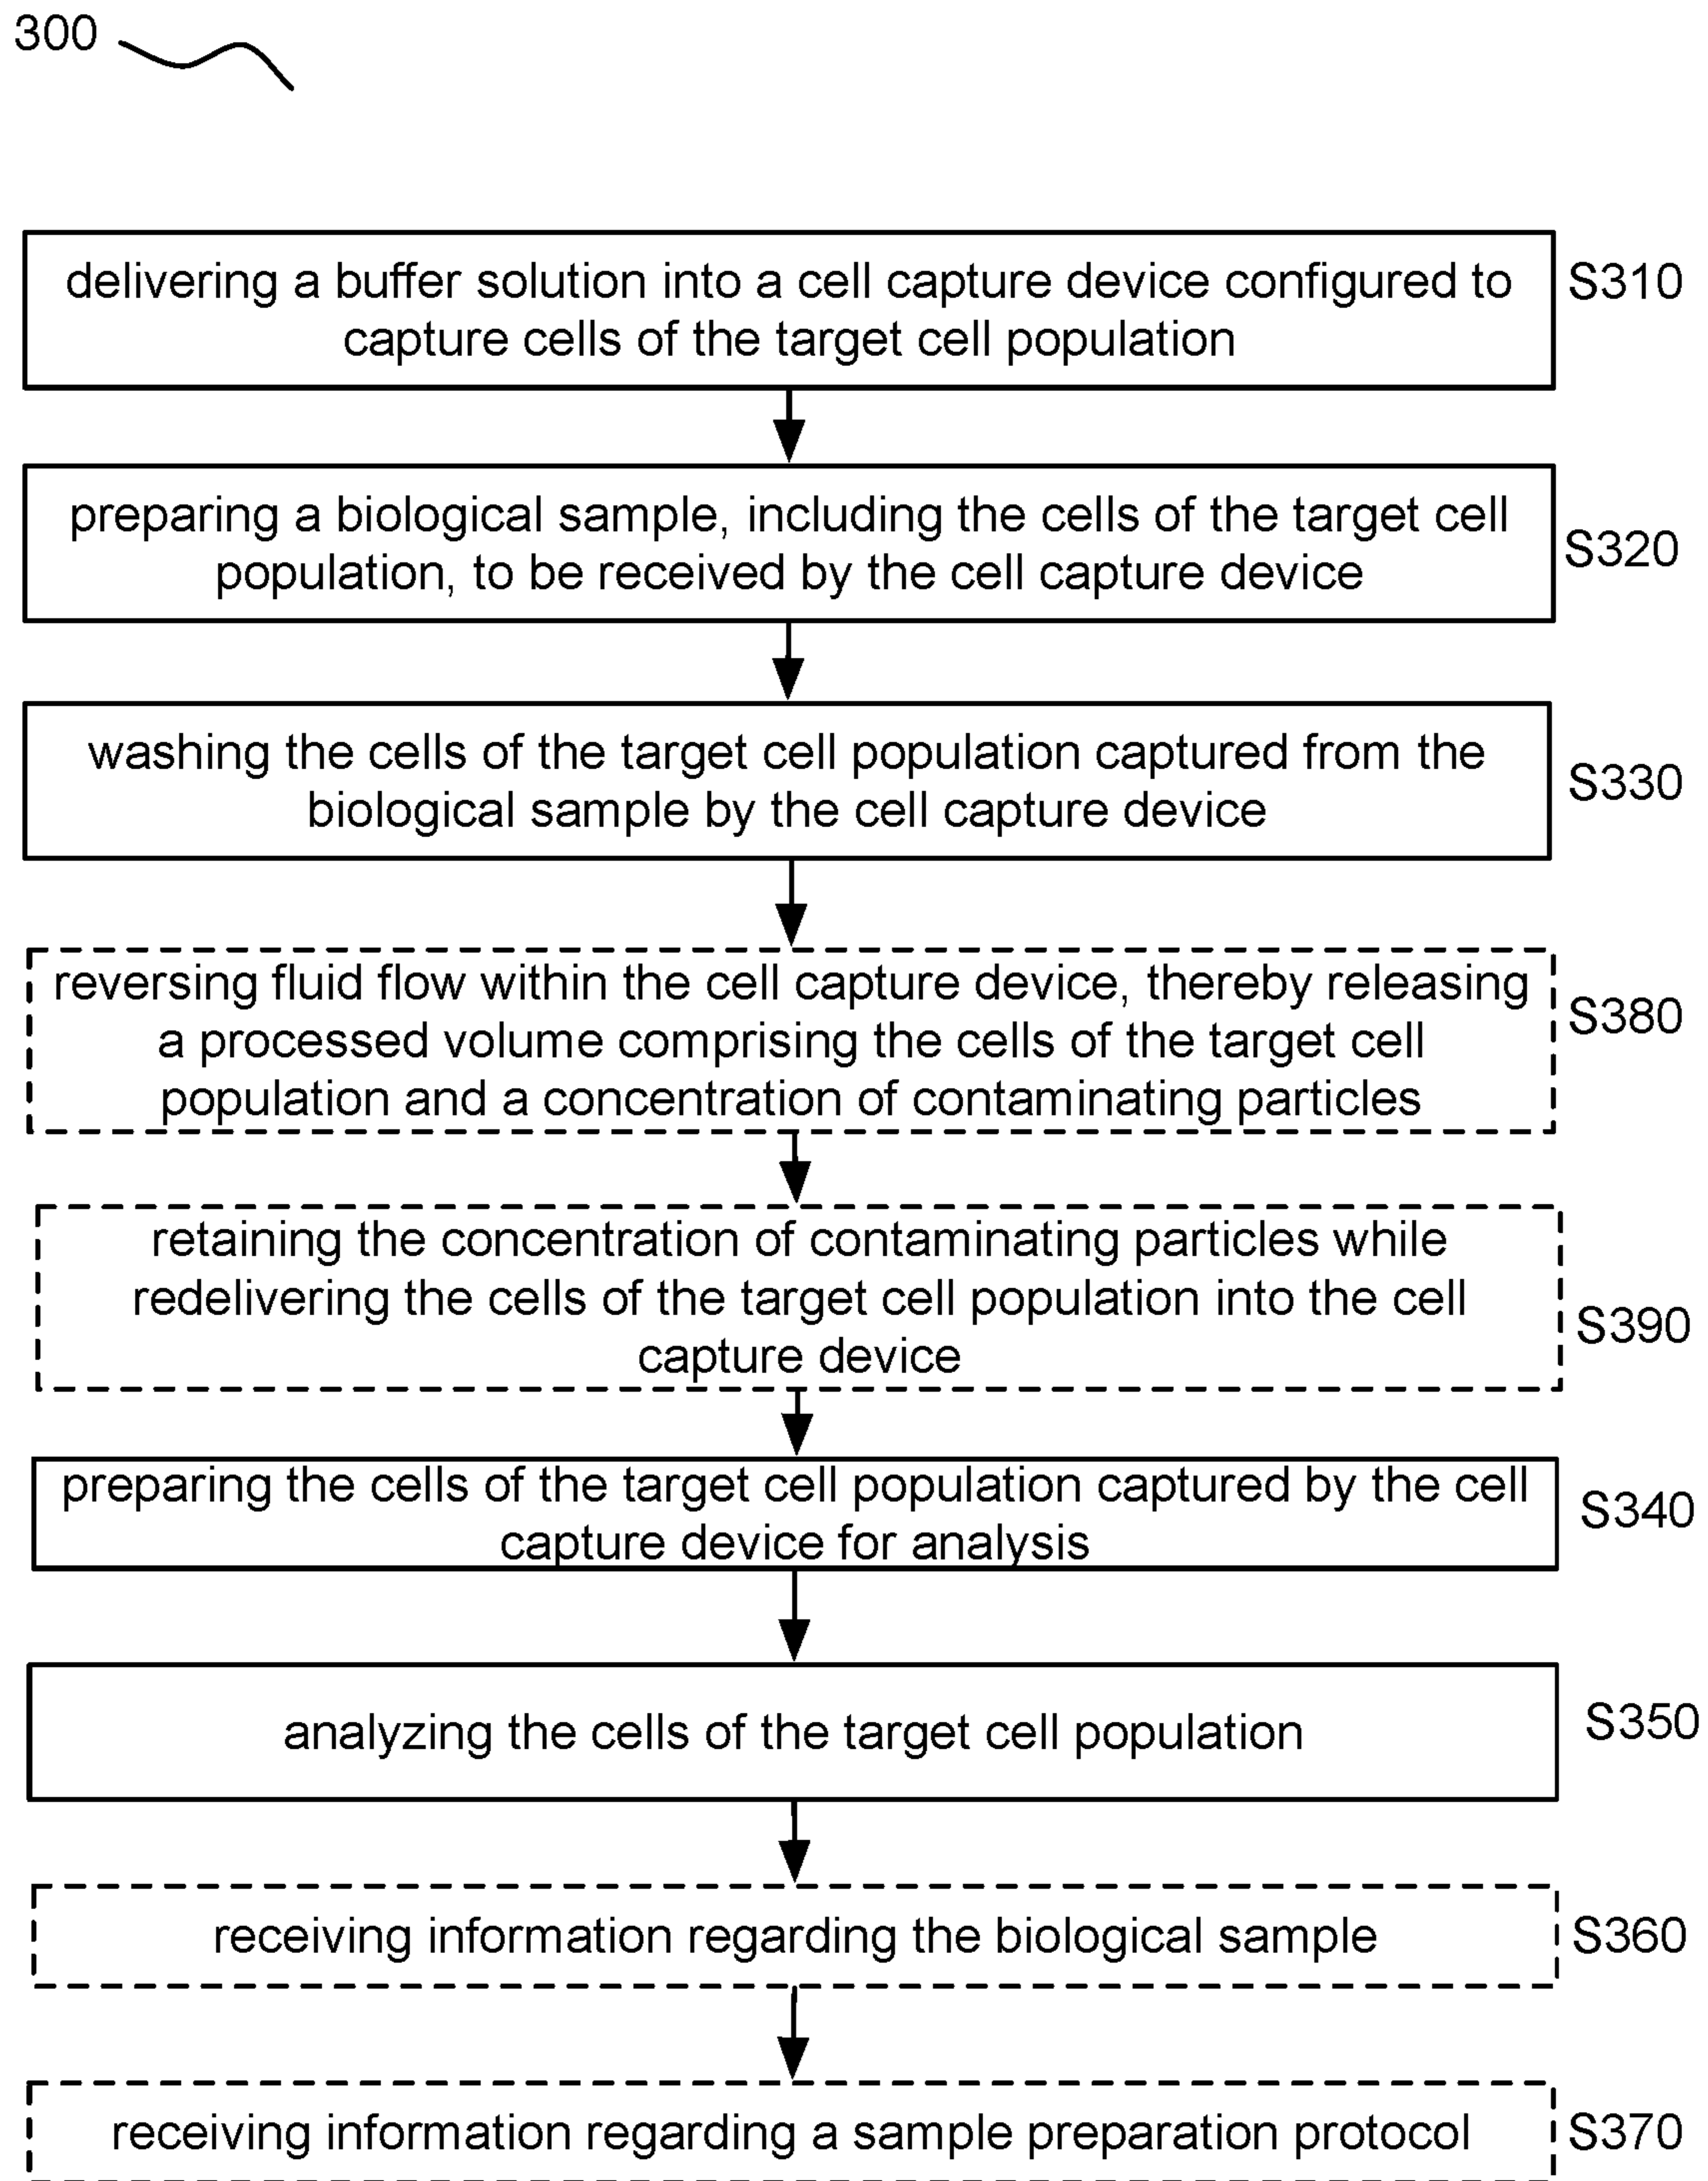 300
delivering a buffer solution into a cell capture device configured to
capture cells of the target cell population
S310
preparing a biological sample, including the cells of the target cell
population, to be received by the cell capture device
S320
washing the cells of the target cell population captured from the
biological sample by the cell capture device
S330
reversing fluid flow within the cell capture device, thereby releasing
a processed volume comprising the cells of the target cell
population and a concentration of contaminating particles
S380
retaining the concentration of contaminating particles while
redelivering the cells of the target cell population into the cell
capture device
S390
preparing the cells of the target cell population captured by the cell
capture device for analysis
S340
analyzing the cells of the target cell population
S350
receiving information regarding the biological sample
S360
receiving information regarding a sample preparation protocol
S370